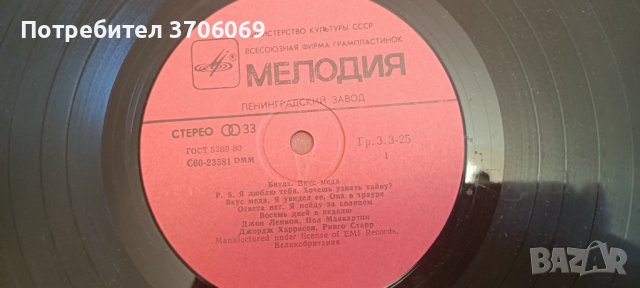 Потребител 3706069
МИНИСТЕРСТВО КУЛЬТУРЫ СССР
ВСЕСОЮЗНАЯ ФИРМА ГРАМПЛАСТИНОК
МЕЛОДИЯ
ЛЕНИНГРАДСКИЙ ЗАВОД
СТЕРЕО 33
ГОСТ 5289-80
Гр. 3. 3-25
С60-23581 DMM
1
Битлз. Вкус меда
P. S. Я люблю тебя. Хочешь узнать тайну?
Вкус меда. Я увидел ее. Она в трауре
Ответа нет. Я пойду за солнцем
Восемь дней в неделю
Джон Леннон, Пол Маккартни
Джордж Харрисон, Ринго Старр
Manufactured under license of EMI Records,
Великобритания
BAZAR